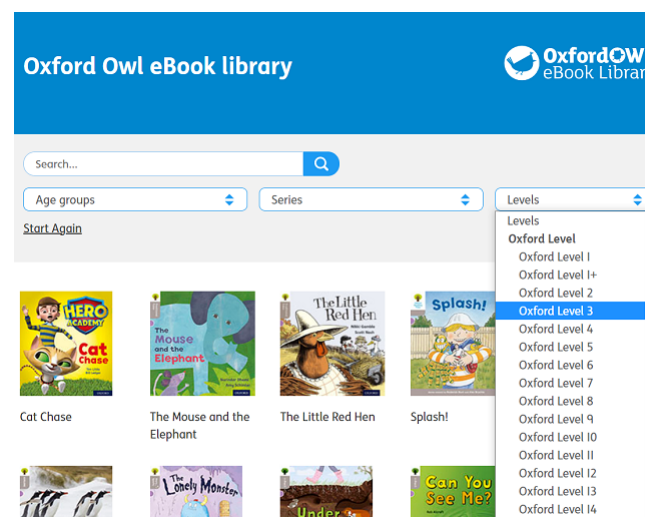 Oxford Owl eBook library
OxfordOW
eBook Librar
Search...
Age groups
Series
Levels
Start Again
Levels
Oxford Level
Oxford Level 1
Oxford Level 1+
Oxford Level 2
Oxford Level 3
Oxford Level 4
Oxford Level 5
Oxford Level 6
Oxford Level 7
Oxford Level 8
Oxford Level 9
Oxford Level 10
Oxford Level 11
Oxford Level 12
Oxford Level 13
Oxford Level 14
HERO
ACADEMY
Cat
Chase
The
Mouse
and the
Elephant
The Little
Red Hen
Splash!
Cat Chase
The Mouse and the
Elephant
The Little Red Hen
Splash!
The
Lonely Monster
Under
Can You
See Me?